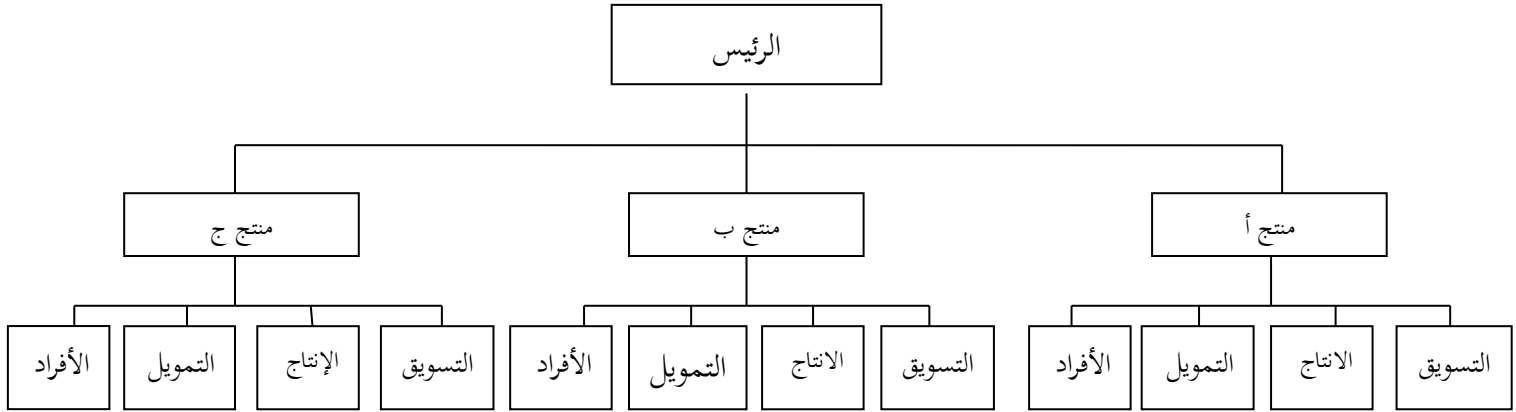 الرئيس
منتج أ
منتج ب
منتج ج
التسويق
الانتاج
التمويل
الأفراد
التسويق
الانتاج
التمويل
الأفراد
التسويق
الإنتاج
التمويل
الأفراد